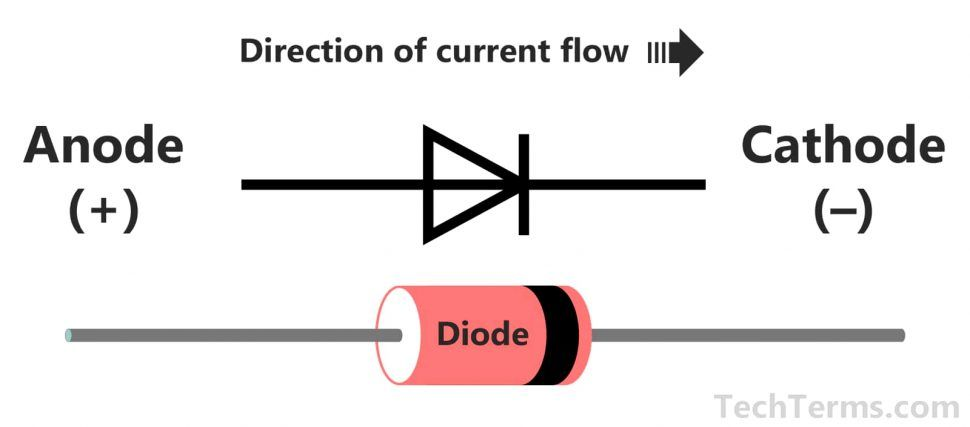 Direction of current flow
Anode
(+)
Cathode
(–)
Diode
TechTerms.com